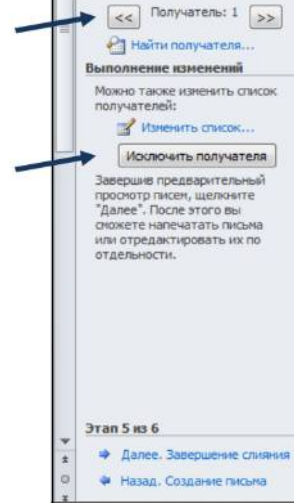 << Получатель: 1 >>
Найти получателя...
Выполнение изменений
Можно также изменить список
получателей:
Изменить список...
Исключить получателя
Завершив предварительный
просмотр писем, щелкните
"Далее". После этого вы
сможете напечатать письма
или отредактировать их по
отдельности.
Этап 5 из 6
Далее. Завершение слияния
Назад. Создание письма